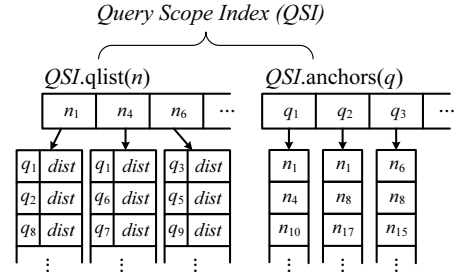 Query Scope Index (QSI)
QSI.qlist(n) QSI.anchors(q)
n1 n4 n6 ... q1 q2 q3 ...
q1 dist q1 dist q3 dist n1 n1 n6
q2 dist q6 dist q5 dist n4 n8 n8
q8 dist q7 dist q9 dist n10 n17 n15
⋮ ⋮ ⋮ ⋮ ⋮ ⋮